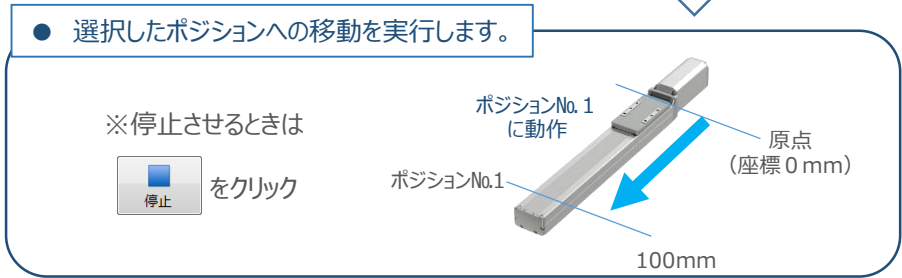 ● 選択したポジションへの移動を実行します。
※停止させるときは
停止 をクリック
ポジション№1
に動作
ポジション№1
原点
（座標０mm）
100mm